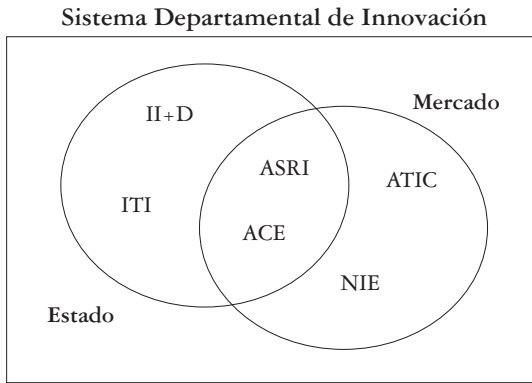 Sistema Departamental de Innovación
II+D
Mercado
ASRI
ATIC
ITI
ACE
NIE
Estado